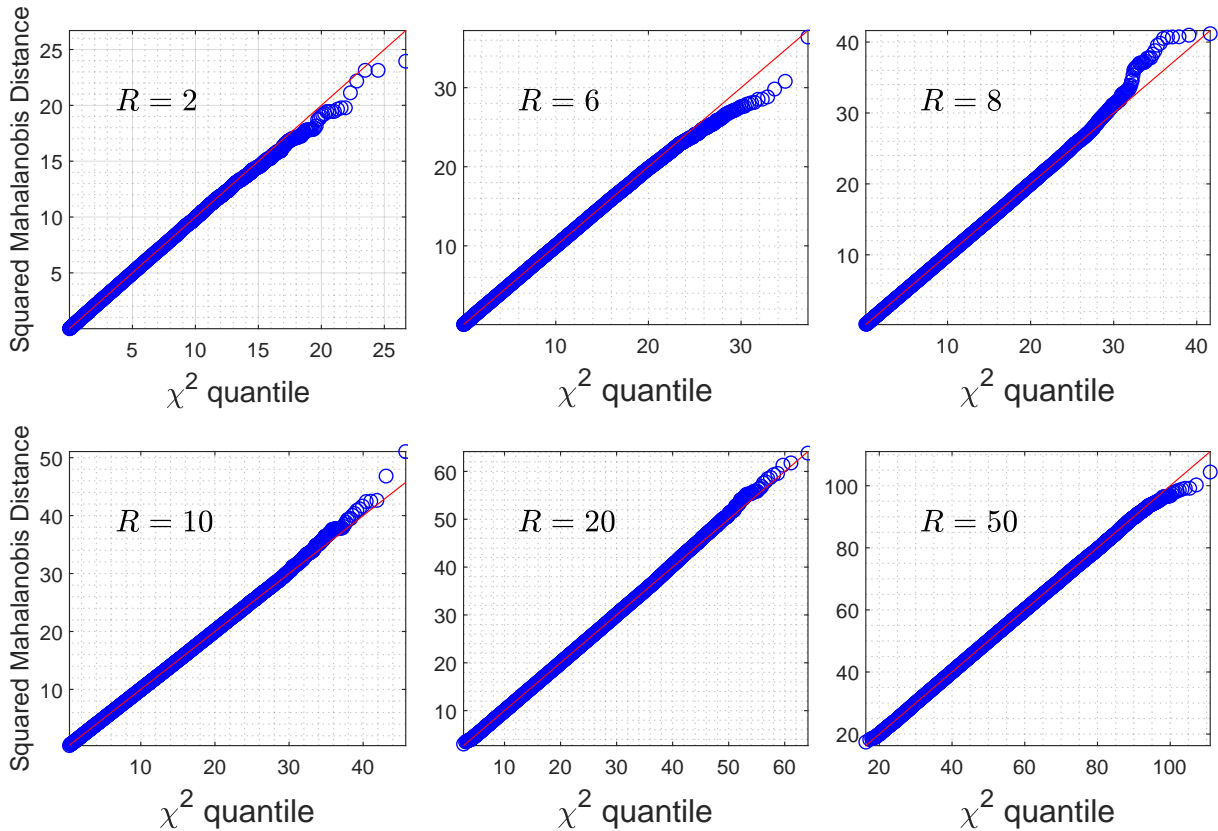 Squared Mahalanobis Distance
25
20
15
10
5
R = 2
5 10 15 20 25
χ² quantile
30
20
10
R = 6
10 20 30
χ² quantile
40
30
20
10
R = 8
10 20 30 40
χ² quantile
Squared Mahalanobis Distance
50
40
30
20
10
R = 10
10 20 30 40
χ² quantile
60
50
40
30
20
10
R = 20
10 20 30 40 50 60
χ² quantile
100
80
60
40
20
R = 50
20 40 60 80 100
χ² quantile